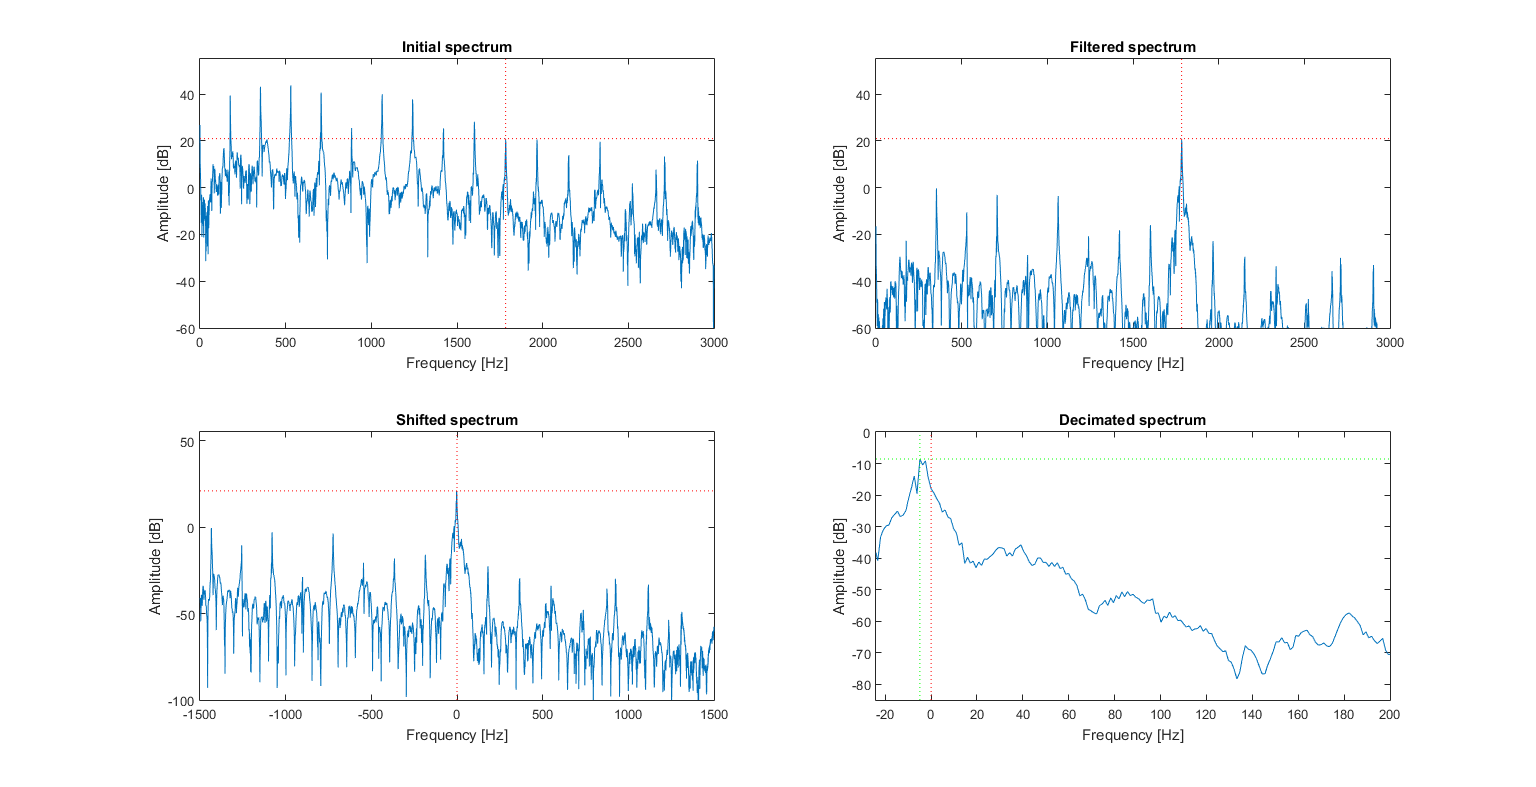 Initial spectrum
Amplitude [dB]
40
20
0
-20
-40
-60
0 500 1000 1500 2000 2500 3000
Frequency [Hz]
Filtered spectrum
Amplitude [dB]
40
20
0
-20
-40
-60
0 500 1000 1500 2000 2500 3000
Frequency [Hz]
Shifted spectrum
Amplitude [dB]
50
0
-50
-100
-1500 -1000 -500 0 500 1000 1500
Frequency [Hz]
Decimated spectrum
Amplitude [dB]
0
-10
-20
-30
-40
-50
-60
-70
-80
-20 0 20 40 60 80 100 120 140 160 180 200
Frequency [Hz]